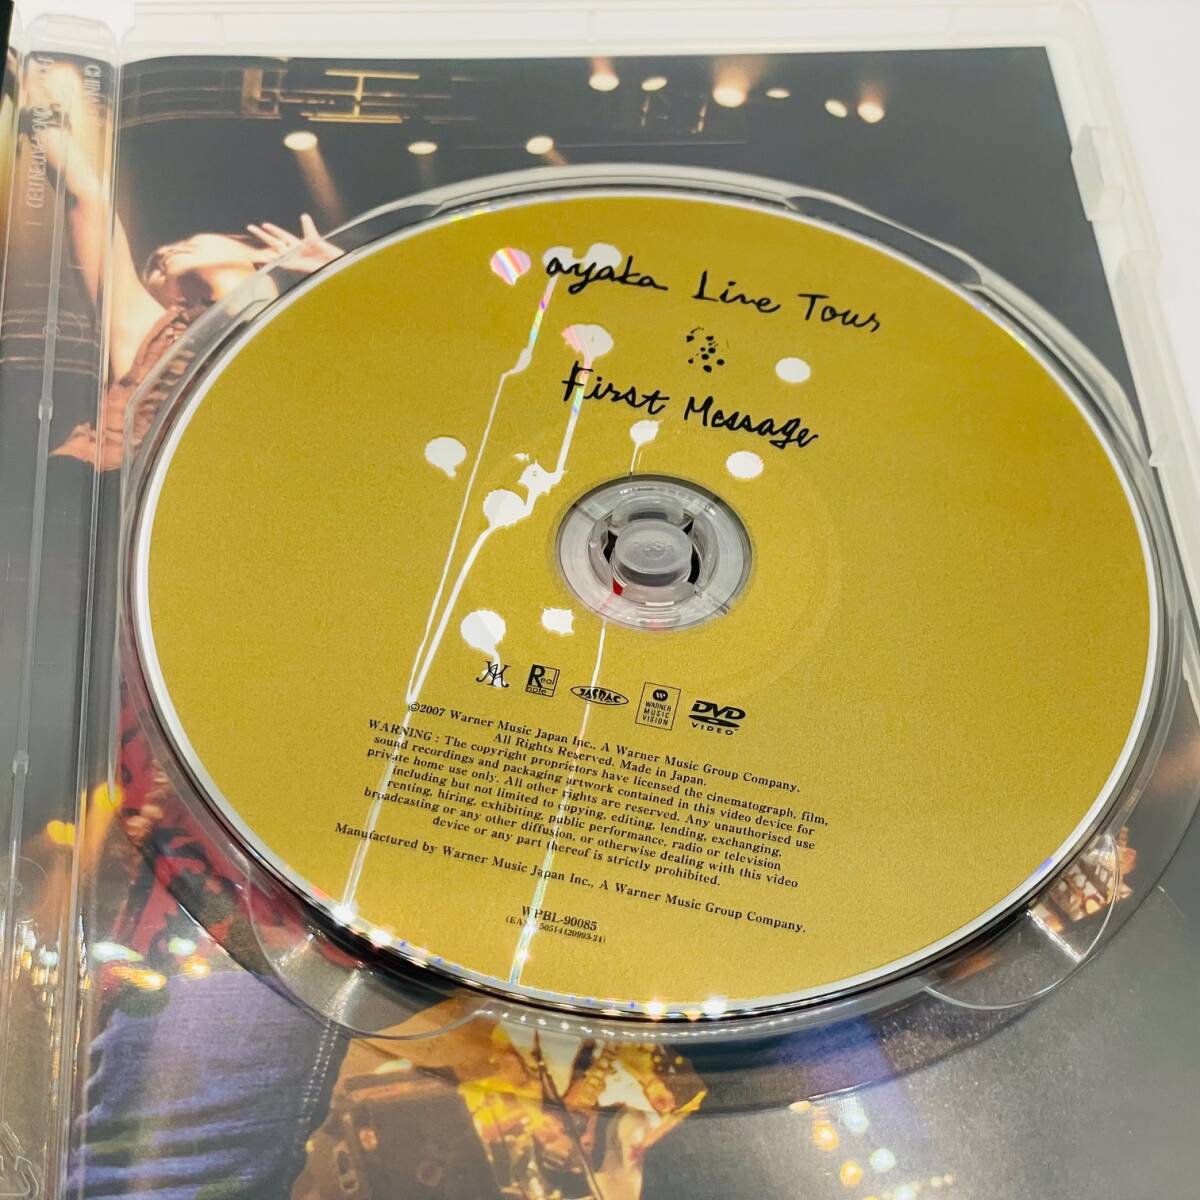 ayaka Live Tour
First Message
PUSH
Real note
JASRAC
WARNER MUSIC VISION
DVD VIDEO
©2007 Warner Music Japan Inc., A Warner Music Group Company.
All Rights Reserved. Made in Japan.
WARNING : The copyright proprietors have licensed the cinematograph, film,
sound recordings and packaging artwork contained in this video device for
private home use only. All other rights are reserved. Any unauthorised use
including but not limited to copying, editing, lending, exchanging,
renting, hiring, exhibiting, public performance, radio or television
broadcasting or any other diffusion, or otherwise dealing with this video
device or any part thereof is strictly prohibited.
Manufactured by Warner Music Japan Inc., A Warner Music Group Company.
WPBL-90085